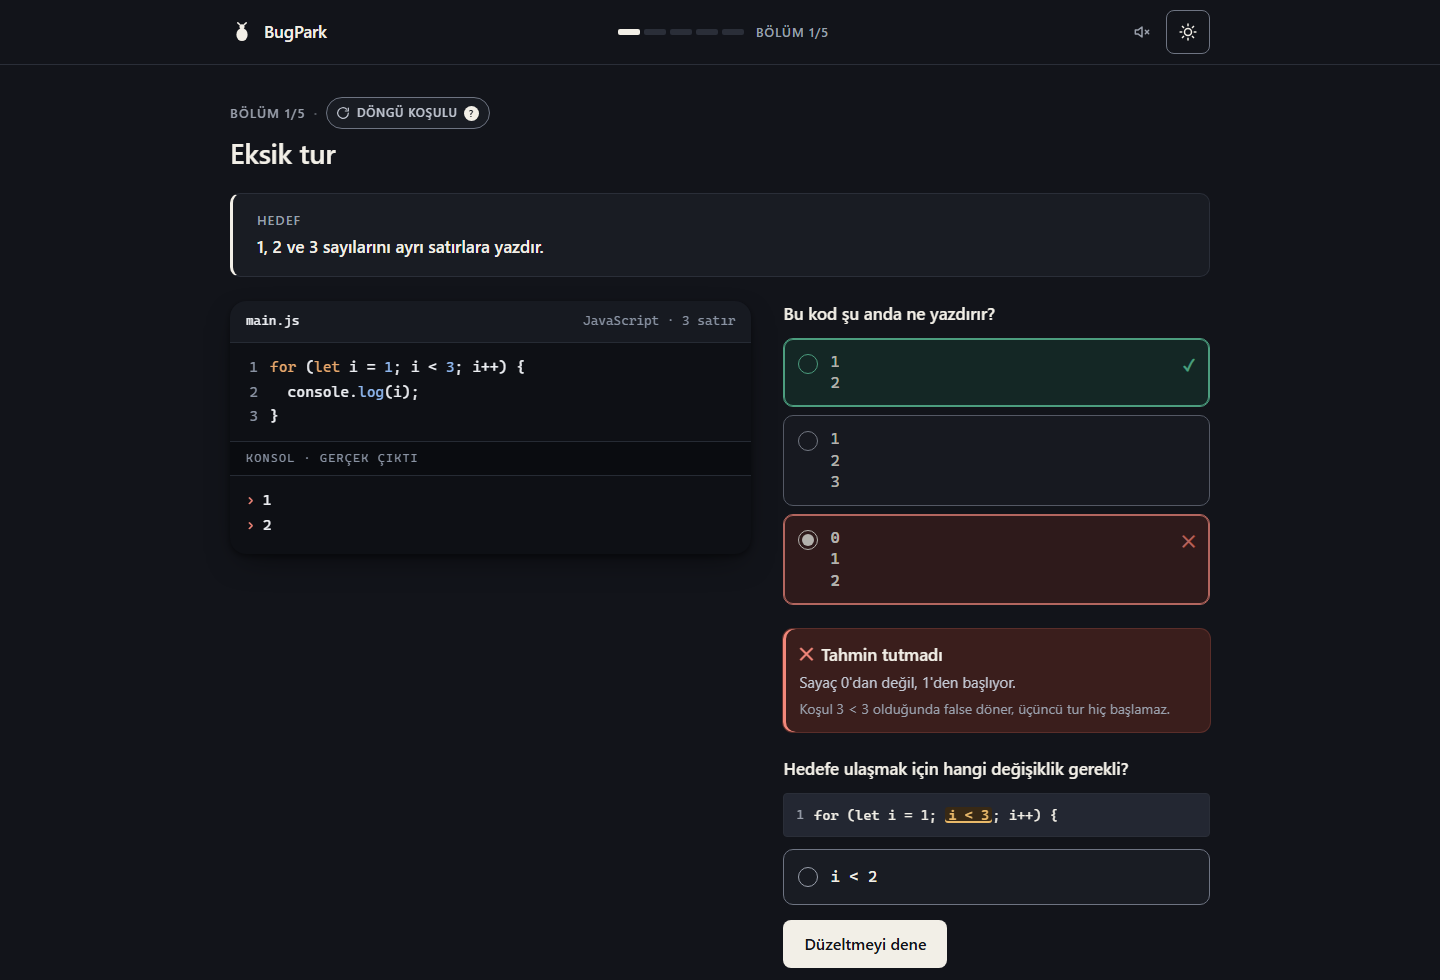 BugPark
BÖLÜM 1/5
BÖLÜM 1/5 · DÖNGÜ KOŞULU ?
Eksik tur
HEDEF
1, 2 ve 3 sayılarını ayrı satırlara yazdır.
main.js
JavaScript · 3 satır
1 for (let i = 1; i < 3; i++) {
2   console.log(i);
3 }
KONSOL · GERÇEK ÇIKTI
› 1
› 2
Bu kod şu anda ne yazdırır?
1
2
1
2
3
0
1
2
Tahmin tutmadı
Sayaç 0'dan değil, 1'den başlıyor.
Koşul 3 < 3 olduğunda false döner, üçüncü tur hiç başlamaz.
Hedefe ulaşmak için hangi değişiklik gerekli?
1 for (let i = 1; i < 3; i++) {
i < 2
Düzeltmeyi dene